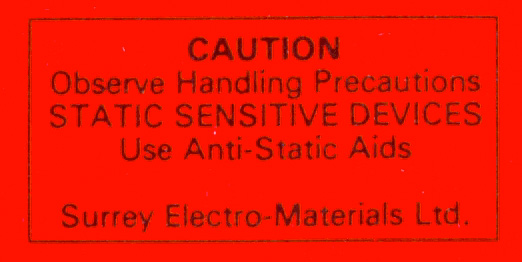 CAUTION
Observe Handling Precautions
STATIC SENSITIVE DEVICES
Use Anti-Static Aids
Surrey Electro-Materials Ltd.